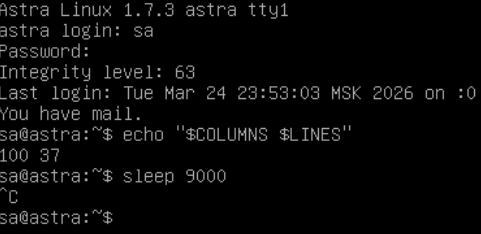 Astra Linux 1.7.3 astra tty1
astra login: sa
Password:
Integrity level: 63
Last login: Tue Mar 24 23:53:03 MSK 2026 on :0
You have mail.
sa@astra:~$ echo "$COLUMNS $LINES"
100 37
sa@astra:~$ sleep 9000
^C
sa@astra:~$